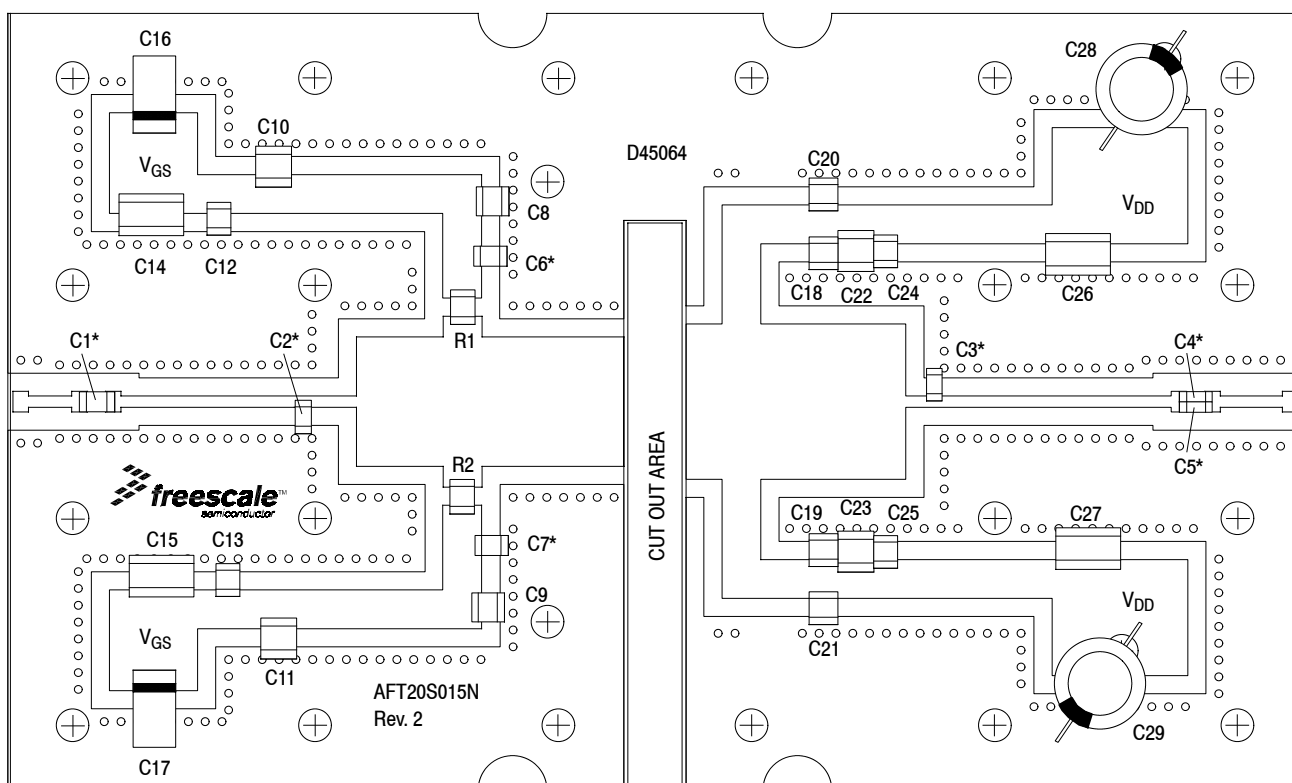 C16
C28
C10
D45064
C20
VGS
VDD
C8
C14
C12
C6*
C18
C22
C24
C26
C1*
C2*
R1
C3*
C4*
CUT OUT AREA
R2
C5*
freescale™
semiconductor
C19
C23
C25
C27
C15
C13
C7*
C9
VGS
VDD
C21
C11
AFT20S015N
Rev. 2
C29
C17